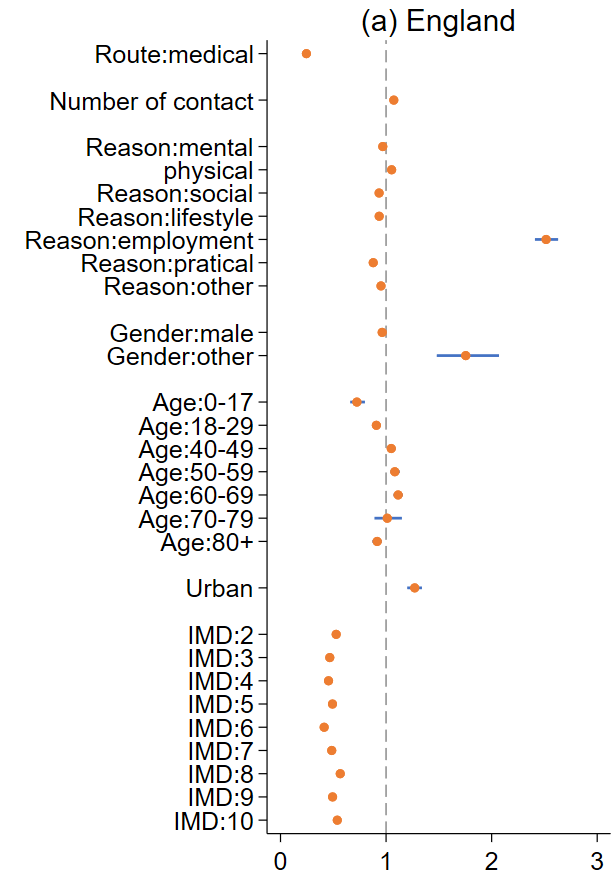 (a) England
Route:medical
Number of contact
Reason:mental
physical
Reason:social
Reason:lifestyle
Reason:employment
Reason:pratical
Reason:other
Gender:male
Gender:other
Age:0-17
Age:18-29
Age:40-49
Age:50-59
Age:60-69
Age:70-79
Age:80+
Urban
IMD:2
IMD:3
IMD:4
IMD:5
IMD:6
IMD:7
IMD:8
IMD:9
IMD:10
0 1 2 3